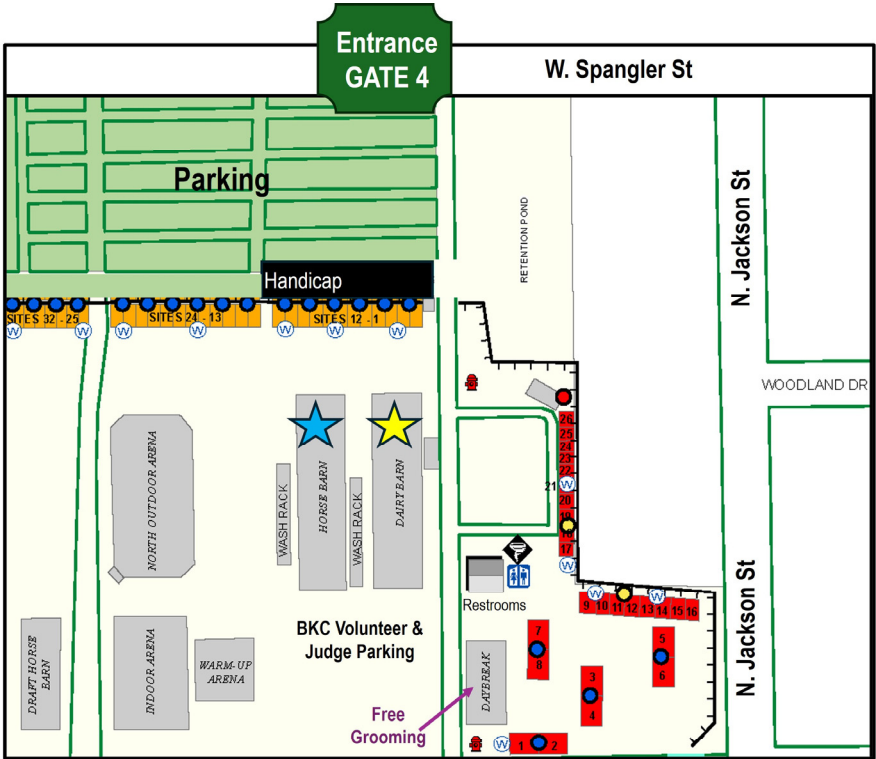 Entrance
GATE 4
W. Spangler St
Parking
N. Jackson St
RETENTION POND
Handicap
SITES 32 - 25
SITES 24 - 13
SITES 12 - 1
W
W
W
W
W
W
W
WOODLAND DR
26
25
24
23
22
21
W
20
19
18
17
W
NORTH OUTDOOR ARENA
WASH RACK
HORSE BARN
WASH RACK
DAIRY BARN
Restrooms
W
W
9 10 11 12 13 14 15 16
N. Jackson St
BKC Volunteer &
Judge Parking
DRAFT HORSE
BARN
INDOOR ARENA
WARM-UP
ARENA
DAYBREAK
7
8
5
6
3
4
Free
Grooming
W
1 2